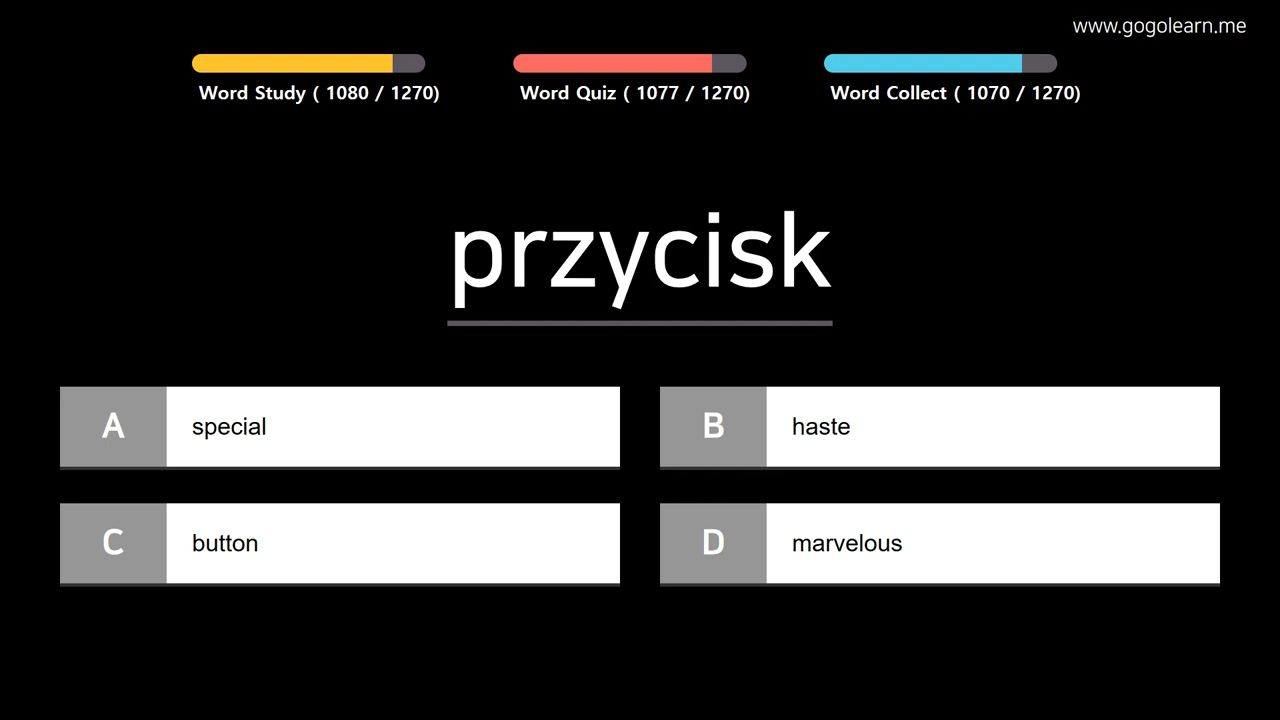 www.gogolearn.me
Word Study ( 1080 / 1270)
Word Quiz ( 1077 / 1270)
Word Collect ( 1070 / 1270)
przycisk
A special
B haste
C button
D marvelous